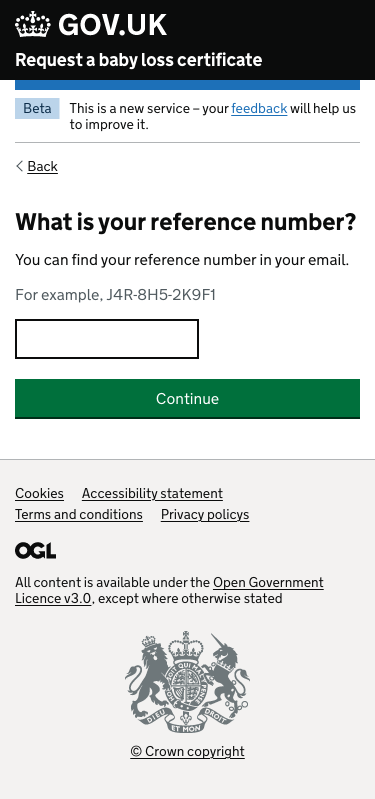 GOV.UK
Request a baby loss certificate
Beta
This is a new service – your feedback will help us
to improve it.
Back
What is your reference number?
You can find your reference number in your email.
For example, J4R-8H5-2K9F1
Continue
Cookies Accessibility statement
Terms and conditions Privacy policys
OGL
All content is available under the Open Government
Licence v3.0, except where otherwise stated
DIEU ET MON DROIT
© Crown copyright